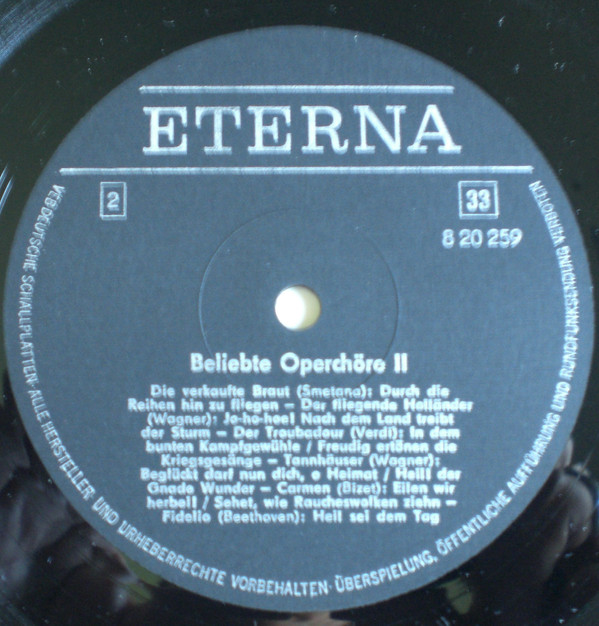 ETERNA
2
33
8 20 259
Beliebte Operchöre II
Die verkaufte Braut (Smetana): Durch die
Reihen hin zu fliegen – Der fliegende Holländer
(Wagner): Jo-ho-hoe! Nach dem Land treibt
der Sturm – Der Troubadour (Verdi): In dem
bunten Kampfgewühle / Freudig ertönen die
Kriegsgesänge – Tannhäuser (Wagner):
Beglückt darf nun dich, o Heimat / Heil! der
Gnade Wunder – Carmen (Bizet): Eilen wir
herbei! / Sehet, wie Raucheswolken ziehn –
Fidelio (Beethoven): Heil sei dem Tag
VEB DEUTSCHE SCHALLPLATTEN · ALLE HERSTELLER- UND URHEBERRECHTE VORBEHALTEN · ÜBERSPIELUNG, ÖFFENTLICHE AUFFÜHRUNG UND RUNDFUNKSENDUNG VERBOTEN